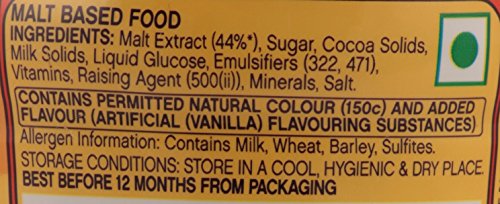 MALT BASED FOOD
INGREDIENTS: Malt Extract (44%*), Sugar, Cocoa Solids,
Milk Solids, Liquid Glucose, Emulsifiers (322, 471),
Vitamins, Raising Agent (500(ii)), Minerals, Salt.
CONTAINS PERMITTED NATURAL COLOUR (150c) AND ADDED
FLAVOUR (ARTIFICIAL (VANILLA) FLAVOURING SUBSTANCES)
Allergen Information: Contains Milk, Wheat, Barley, Sulfites.
STORAGE CONDITIONS: STORE IN A COOL, HYGIENIC & DRY PLACE.
BEST BEFORE 12 MONTHS FROM PACKAGING